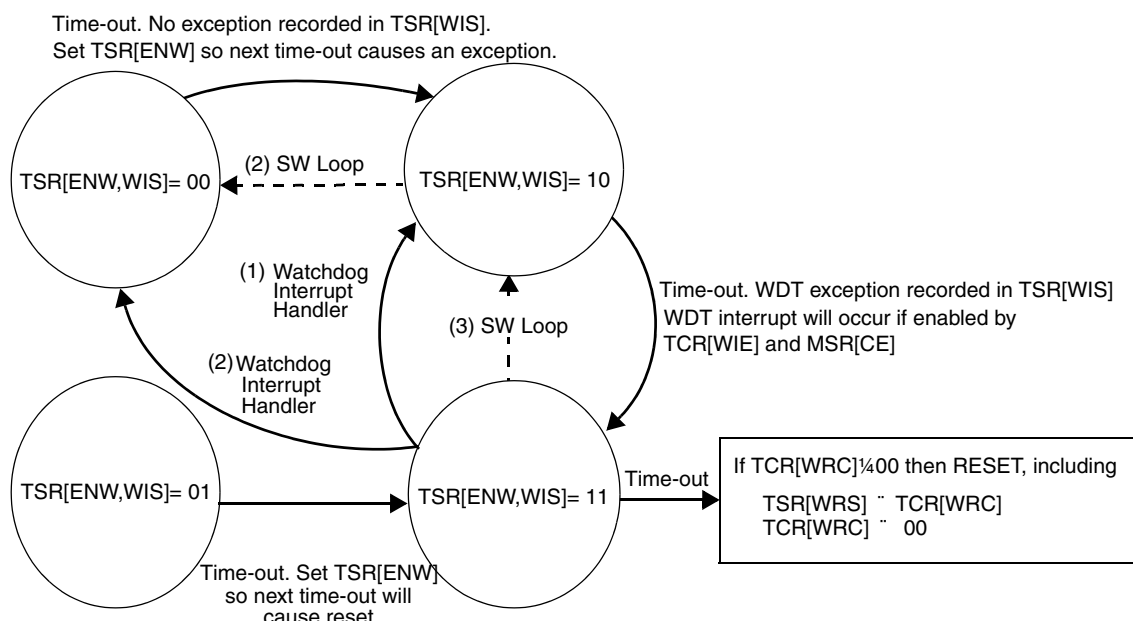 Time-out. No exception recorded in TSR[WIS].
Set TSR[ENW] so next time-out causes an exception.
TSR[ENW,WIS]= 00
(2) SW Loop
TSR[ENW,WIS]= 10
(1) Watchdog
Interrupt
Handler
(3) SW Loop
Time-out. WDT exception recorded in TSR[WIS]
WDT interrupt will occur if enabled by
TCR[WIE] and MSR[CE]
(2) Watchdog
Interrupt
Handler
TSR[ENW,WIS]= 01
TSR[ENW,WIS]= 11
Time-out
If TCR[WRC]¼00 then RESET, including
TSR[WRS] ¨ TCR[WRC]
TCR[WRC] ¨ 00
Time-out. Set TSR[ENW]
so next time-out will
cause reset